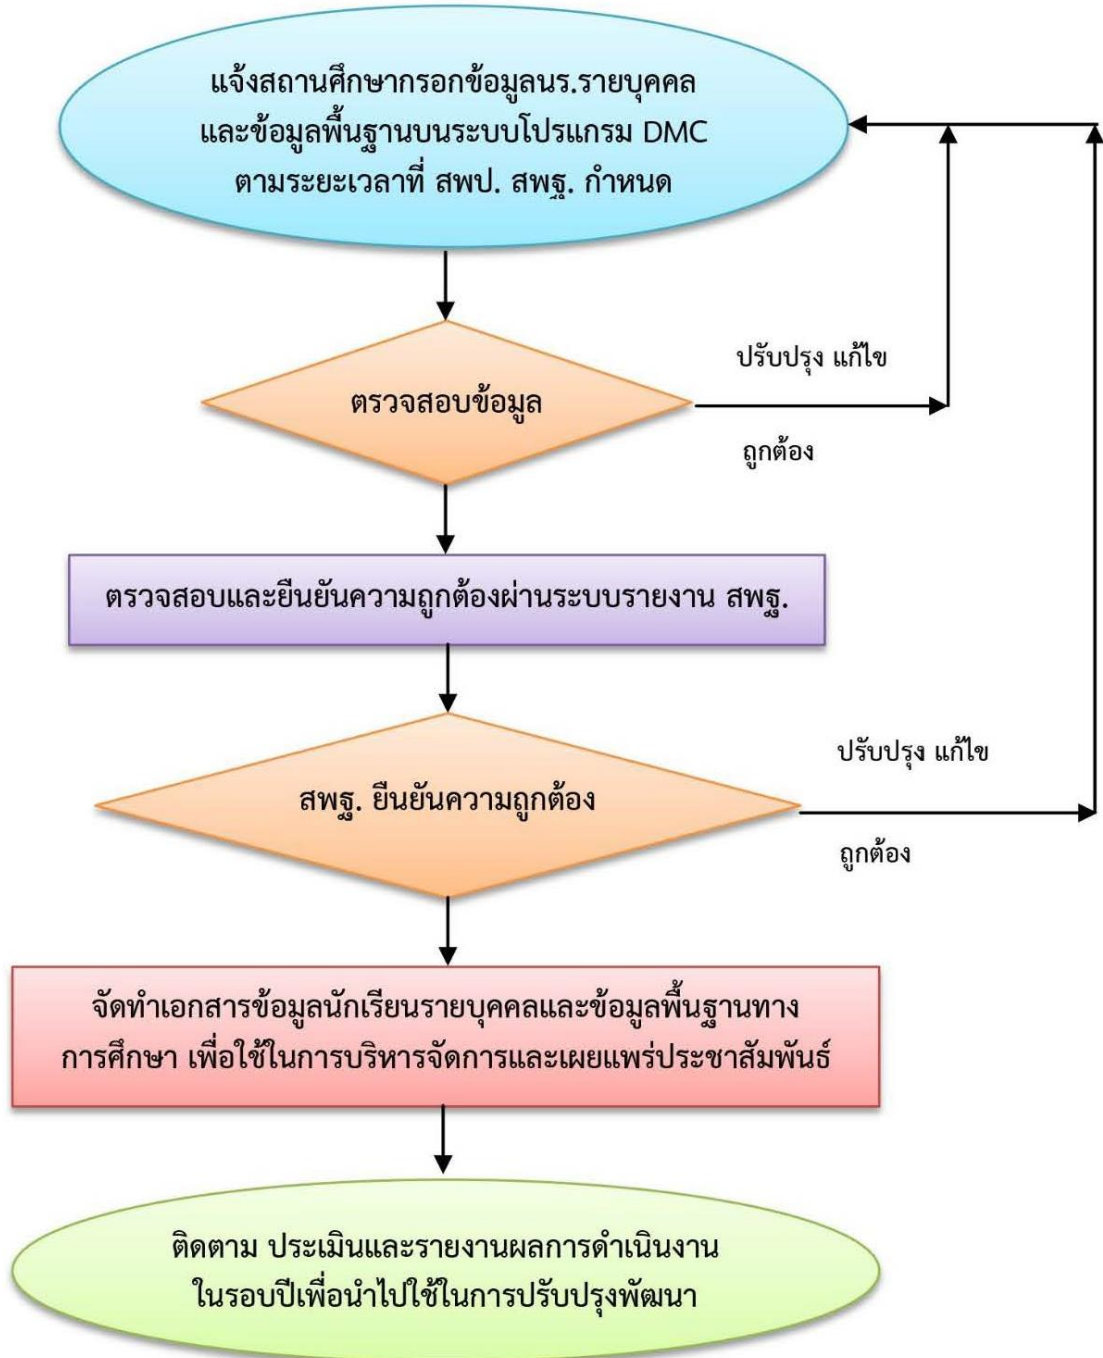 แจ้งสถานศึกษากรอกข้อมูลนร.รายบุคคล
และข้อมูลพื้นฐานบนระบบโปรแกรม DMC
ตามระยะเวลาที่ สพป. สพฐ. กำหนด
ปรับปรุง แก้ไข
ตรวจสอบข้อมูล
ถูกต้อง
ตรวจสอบและยืนยันความถูกต้องผ่านระบบรายงาน สพฐ.
ปรับปรุง แก้ไข
สพฐ. ยืนยันความถูกต้อง
ถูกต้อง
จัดทำเอกสารข้อมูลนักเรียนรายบุคคลและข้อมูลพื้นฐานทาง
การศึกษา เพื่อใช้ในการบริหารจัดการและเผยแพร่ประชาสัมพันธ์
ติดตาม ประเมินและรายงานผลการดำเนินงาน
ในรอบปีเพื่อนำไปใช้ในการปรับปรุงพัฒนา